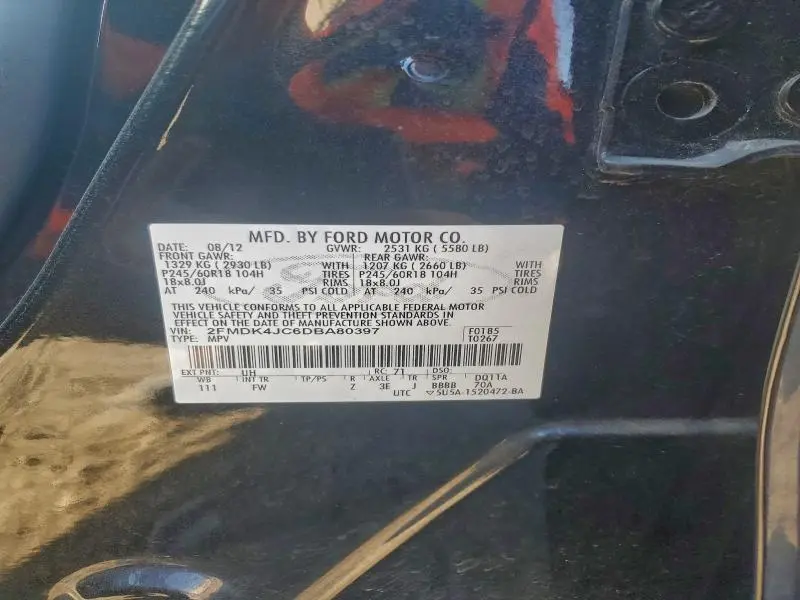 MFD. BY FORD MOTOR CO.
DATE: 08/12 GVWR: 2531 KG ( 5580 LB)
FRONT GAWR: REAR GAWR:
1329 KG ( 2930 LB) WITH 1207 KG ( 2660 LB) WITH
P245/60R18 104H TIRES P245/60R18 104H TIRES
18x8.0J RIMS 18x8.0J RIMS
AT 240 kPa/ 35 PSI COLD AT 240 kPa/ 35 PSI COLD
THIS VEHICLE CONFORMS TO ALL APPLICABLE FEDERAL MOTOR
VEHICLE SAFETY AND THEFT PREVENTION STANDARDS IN
EFFECT ON THE DATE OF MANUFACTURE SHOWN ABOVE.
VIN: 2FMDK4JC6DBA80397 F0185
TYPE: MPV T0267
EXT PNT: UH RC: 71 DSO:
WB INT TR TP/PS R AXLE TR SPR DQ11A
111 FW Z 3E J BBBB 70A
UTC ▽5U5A-1520472-BA